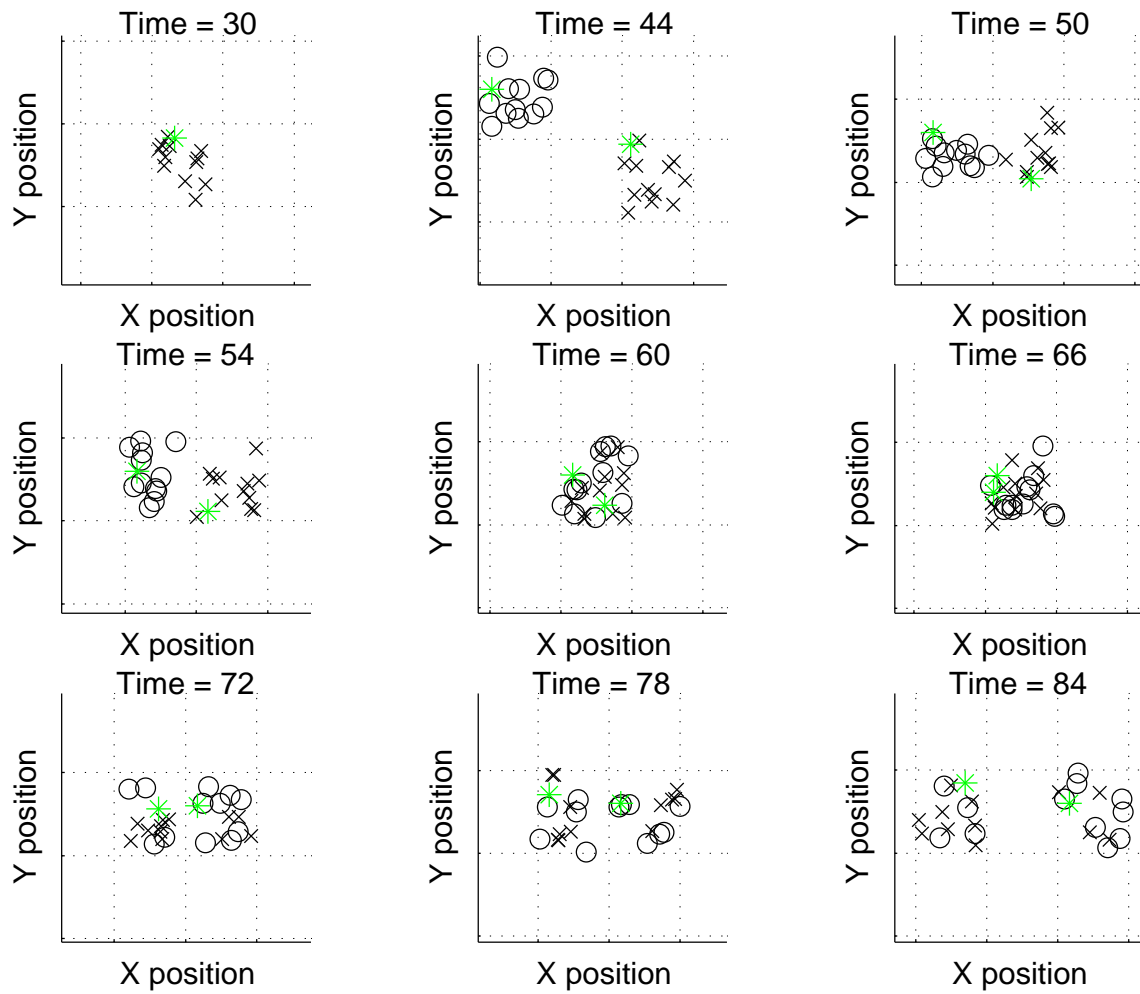 Time = 30
Y position
X position
Time = 44
Y position
X position
Time = 50
Y position
X position
Time = 54
Y position
X position
Time = 60
Y position
X position
Time = 66
Y position
X position
Time = 72
Y position
X position
Time = 78
Y position
X position
Time = 84
Y position
X position